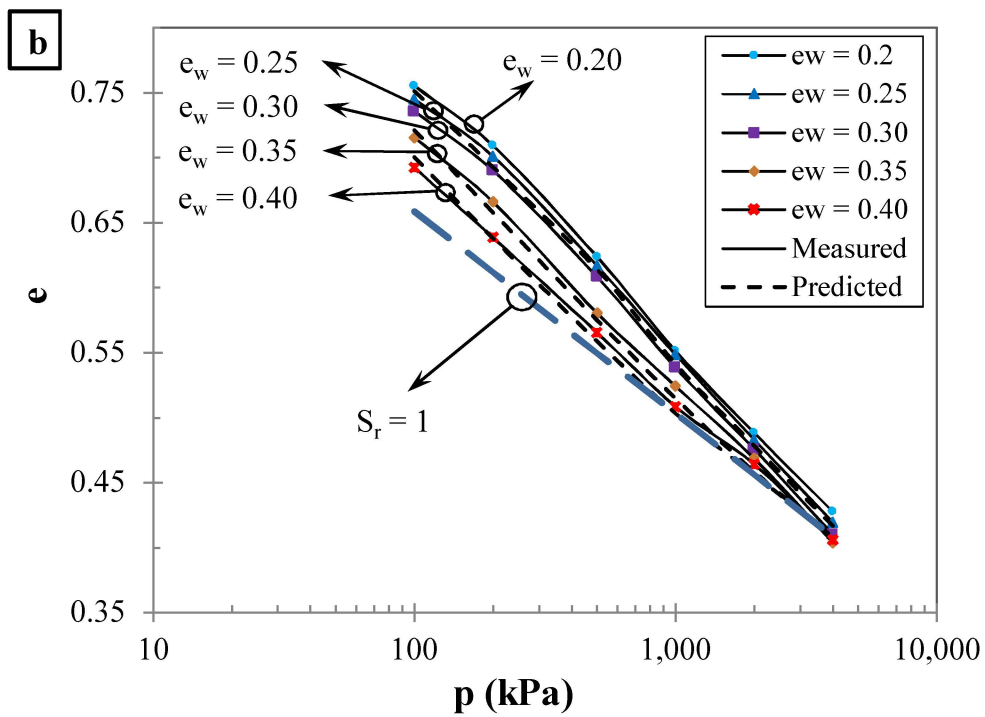 b
e
0.75
0.65
0.55
0.45
0.35
10
100
1,000
10,000
p (kPa)
e_w = 0.25
e_w = 0.30
e_w = 0.35
e_w = 0.40
e_w = 0.20
S_r = 1
ew = 0.2
ew = 0.25
ew = 0.30
ew = 0.35
ew = 0.40
Measured
Predicted